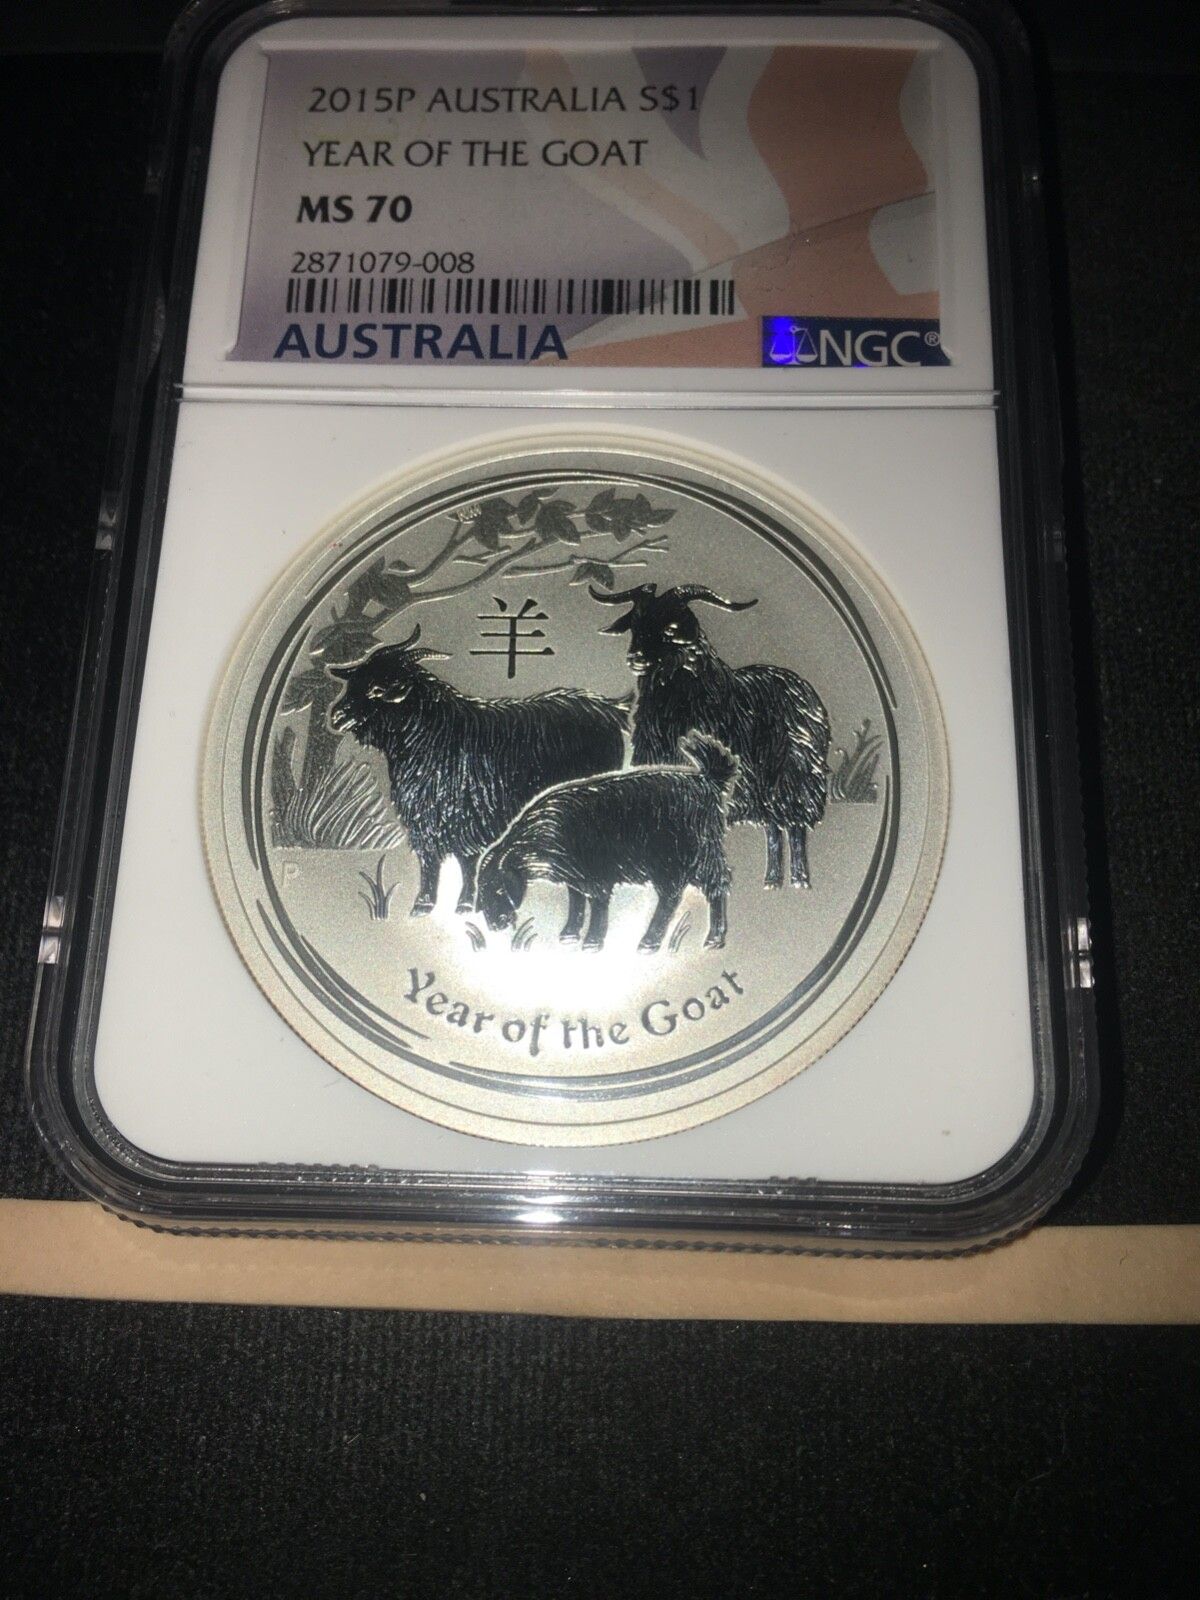 2015P AUSTRALIA S$1
YEAR OF THE GOAT
MS 70
2871079-008
AUSTRALIA
NGC®
羊
P
Year of the Goat